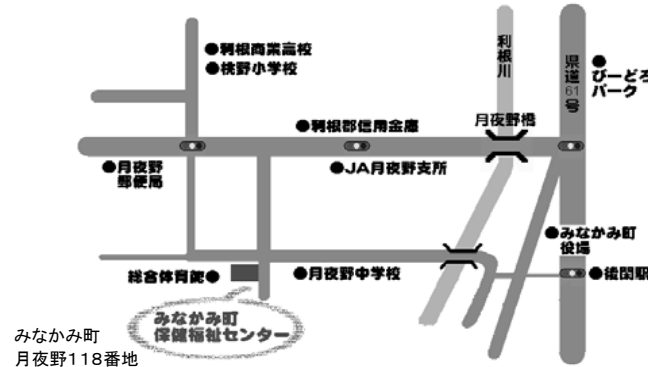 ●利根商業高校
●桃野小学校
利根川
県道61号
●
びーどろ
パーク
●利根郡信用金庫
月夜野橋
●月夜野
郵便局
●JA月夜野支所
●みなかみ町
役場
総合体育館●
●月夜野中学校
●後閑駅
みなかみ町
保健福祉センター
みなかみ町
月夜野118番地